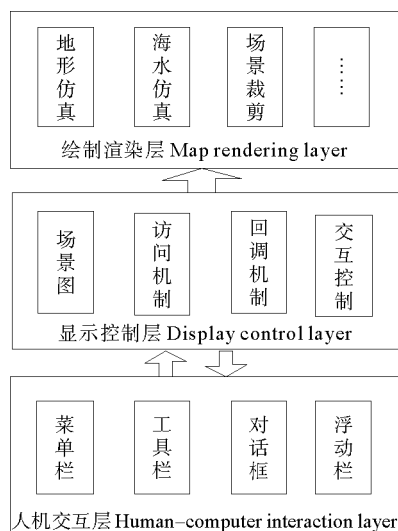 地形仿真
海水仿真
场景裁剪
……
绘制渲染层 Map rendering layer
场景图
访问机制
回调机制
交互控制
显示控制层 Display control layer
菜单栏
工具栏
对话框
浮动栏
人机交互层 Human-computer interaction layer